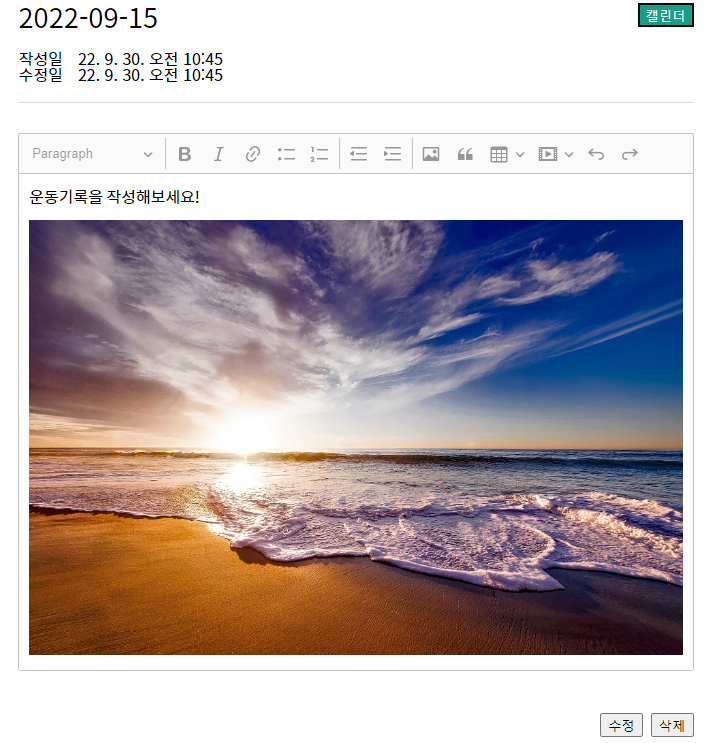 2022-09-15
캘린더
작성일 22. 9. 30. 오전 10:45
수정일 22. 9. 30. 오전 10:45
Paragraph
운동기록을 작성해보세요!
수정 삭제